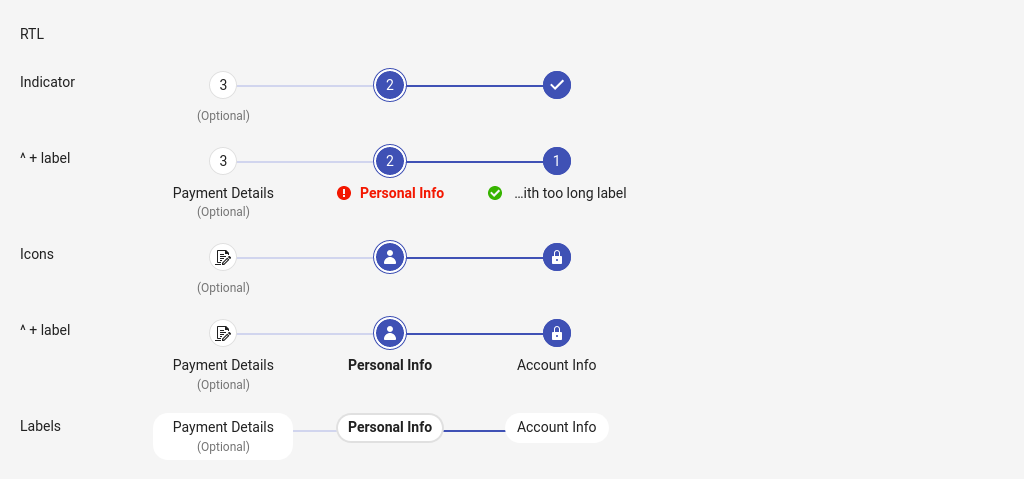 RTL
Indicator
3 2
(Optional)
^ + label
3 2 1
Payment Details Personal Info …ith too long label
(Optional)
Icons
(Optional)
^ + label
Payment Details Personal Info Account Info
(Optional)
Labels Payment Details Personal Info Account Info
(Optional)